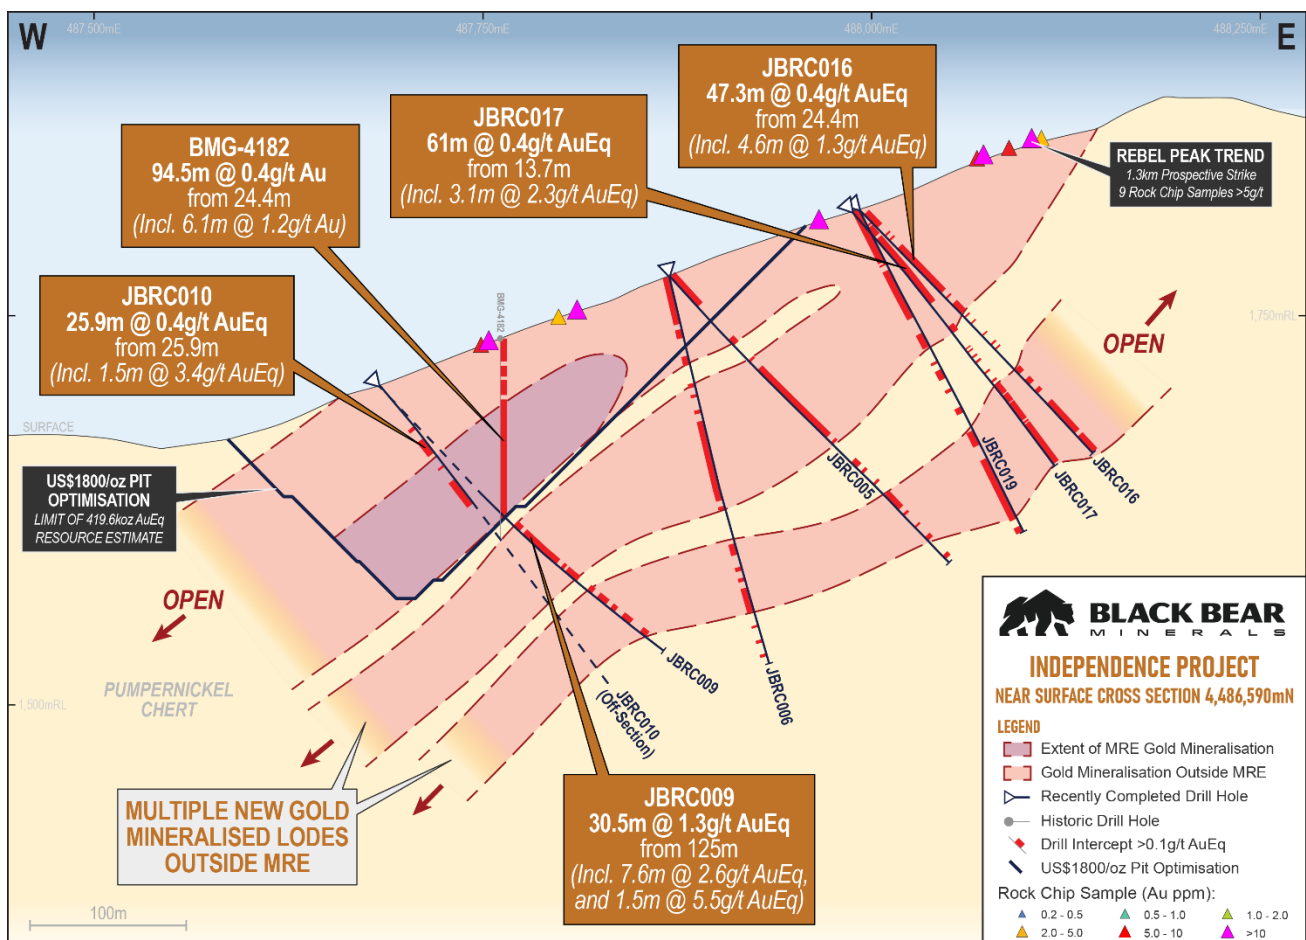 487,500mE
487,750mE
488,000mE
488,250mE
W
E
JBRC016
47.3m @ 0.4g/t AuEq
from 24.4m
(Incl. 4.6m @ 1.3g/t AuEq)
JBRC017
61m @ 0.4g/t AuEq
from 13.7m
(Incl. 3.1m @ 2.3g/t AuEq)
BMG-4182
94.5m @ 0.4g/t Au
from 24.4m
(Incl. 6.1m @ 1.2g/t Au)
REBEL PEAK TREND
1.3km Prospective Strike
9 Rock Chip Samples >5g/t
JBRC010
25.9m @ 0.4g/t AuEq
from 25.9m
(Incl. 1.5m @ 3.4g/t AuEq)
BMG-4182
1,750mRL
OPEN
SURFACE
US$1800/oz PIT
OPTIMISATION
LIMIT OF 419.6koz AuEq
RESOURCE ESTIMATE
JBRC005
JBRC019
JBRC017
JBRC016
OPEN
PUMPERNICKEL
CHERT
1,500mRL
JBRC009
JBRC010
(Off-Section)
JBRC006
MULTIPLE NEW GOLD
MINERALISED LODES
OUTSIDE MRE
JBRC009
30.5m @ 1.3g/t AuEq
from 125m
(Incl. 7.6m @ 2.6g/t AuEq,
and 1.5m @ 5.5g/t AuEq)
100m
BLACK BEAR
MINERALS
INDEPENDENCE PROJECT
NEAR SURFACE CROSS SECTION 4,486,590mN
LEGEND
Extent of MRE Gold Mineralisation
Gold Mineralisation Outside MRE
Recently Completed Drill Hole
Historic Drill Hole
Drill Intercept >0.1g/t AuEq
US$1800/oz Pit Optimisation
Rock Chip Sample (Au ppm):
0.2 - 0.5
0.5 - 1.0
1.0 - 2.0
2.0 - 5.0
5.0 - 10
>10